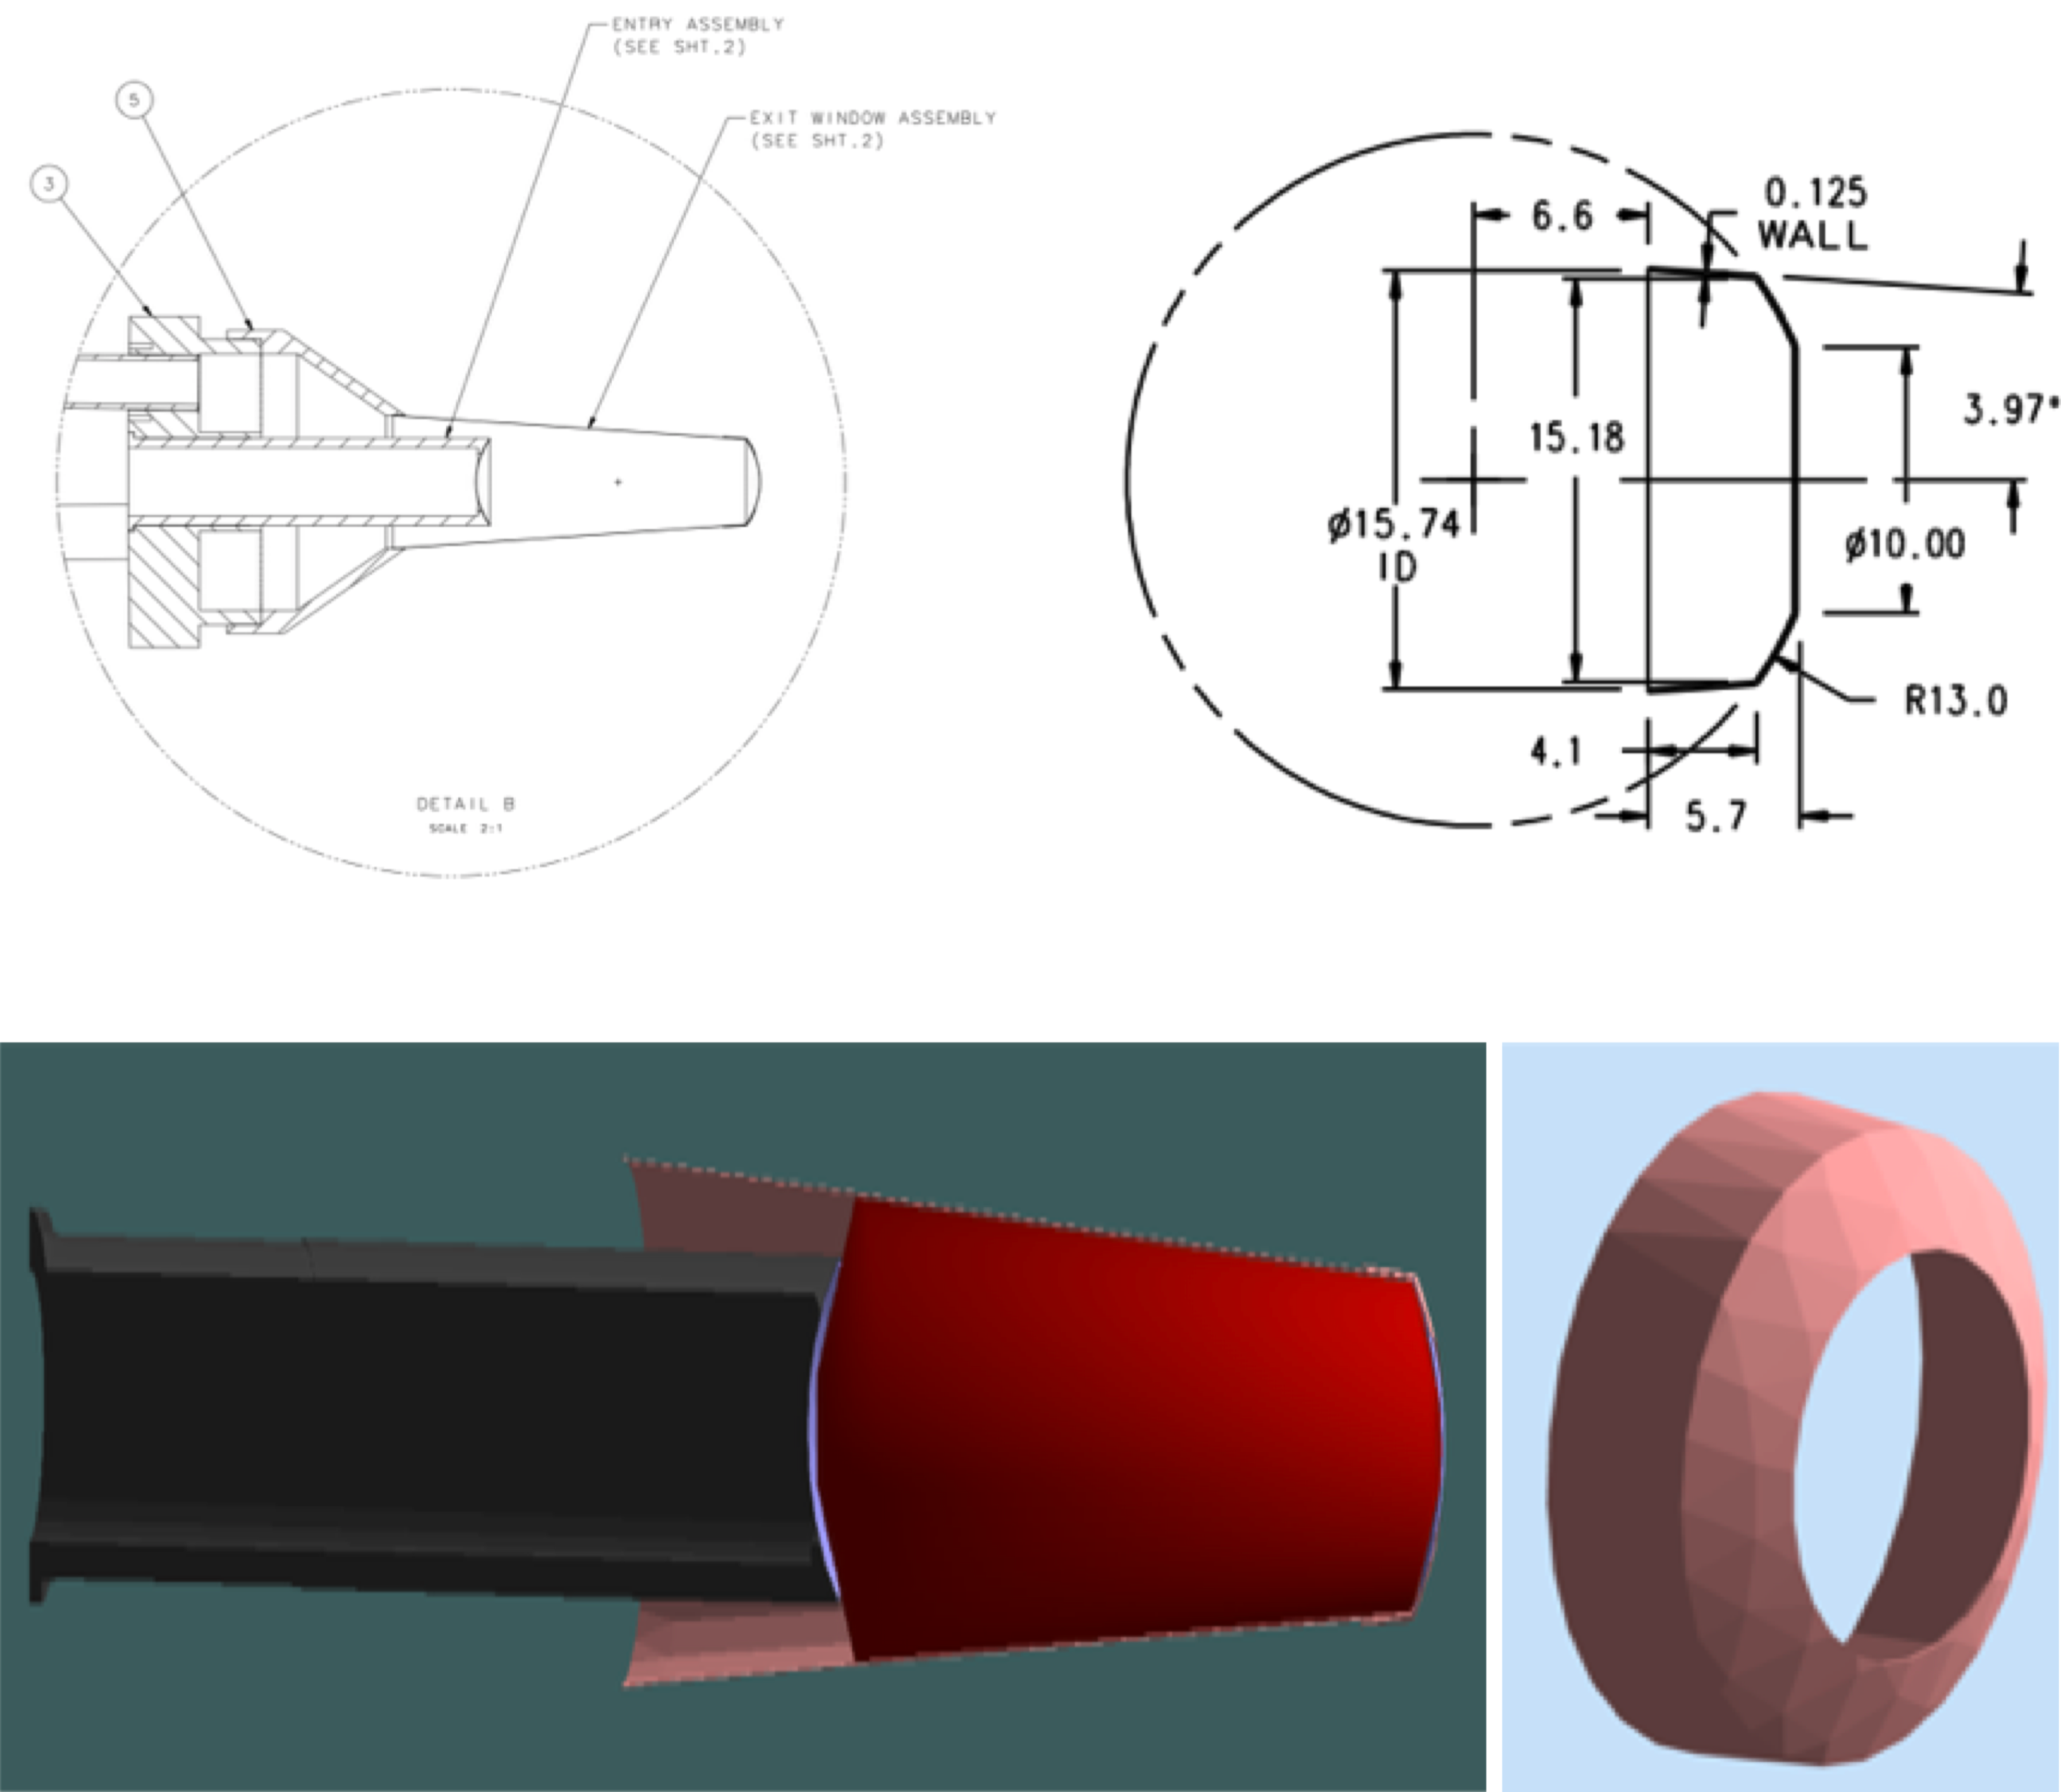 ENTRY ASSEMBLY
(SEE SHT.2)
EXIT WINDOW ASSEMBLY
(SEE SHT.2)
5
3
DETAIL B
SCALE 2:1
6.6
0.125
WALL
15.18
3.97°
ø15.74
ID
ø10.00
R13.0
4.1
5.7